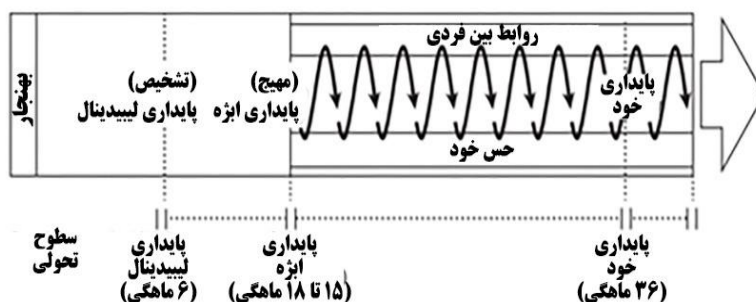 بهنجار
(تشخیص)
پایداری لیبیدینال
(مهیج)
پایداری ابژه
روابط بین فردی
پایداری
خود
حس خود
سطوح
تحولی
پایداری
لیبیدینال
(۶ ماهگی)
پایداری
ابژه
(۱۵ تا ۱۸ ماهگی)
پایداری
خود
(۳۶ ماهگی)